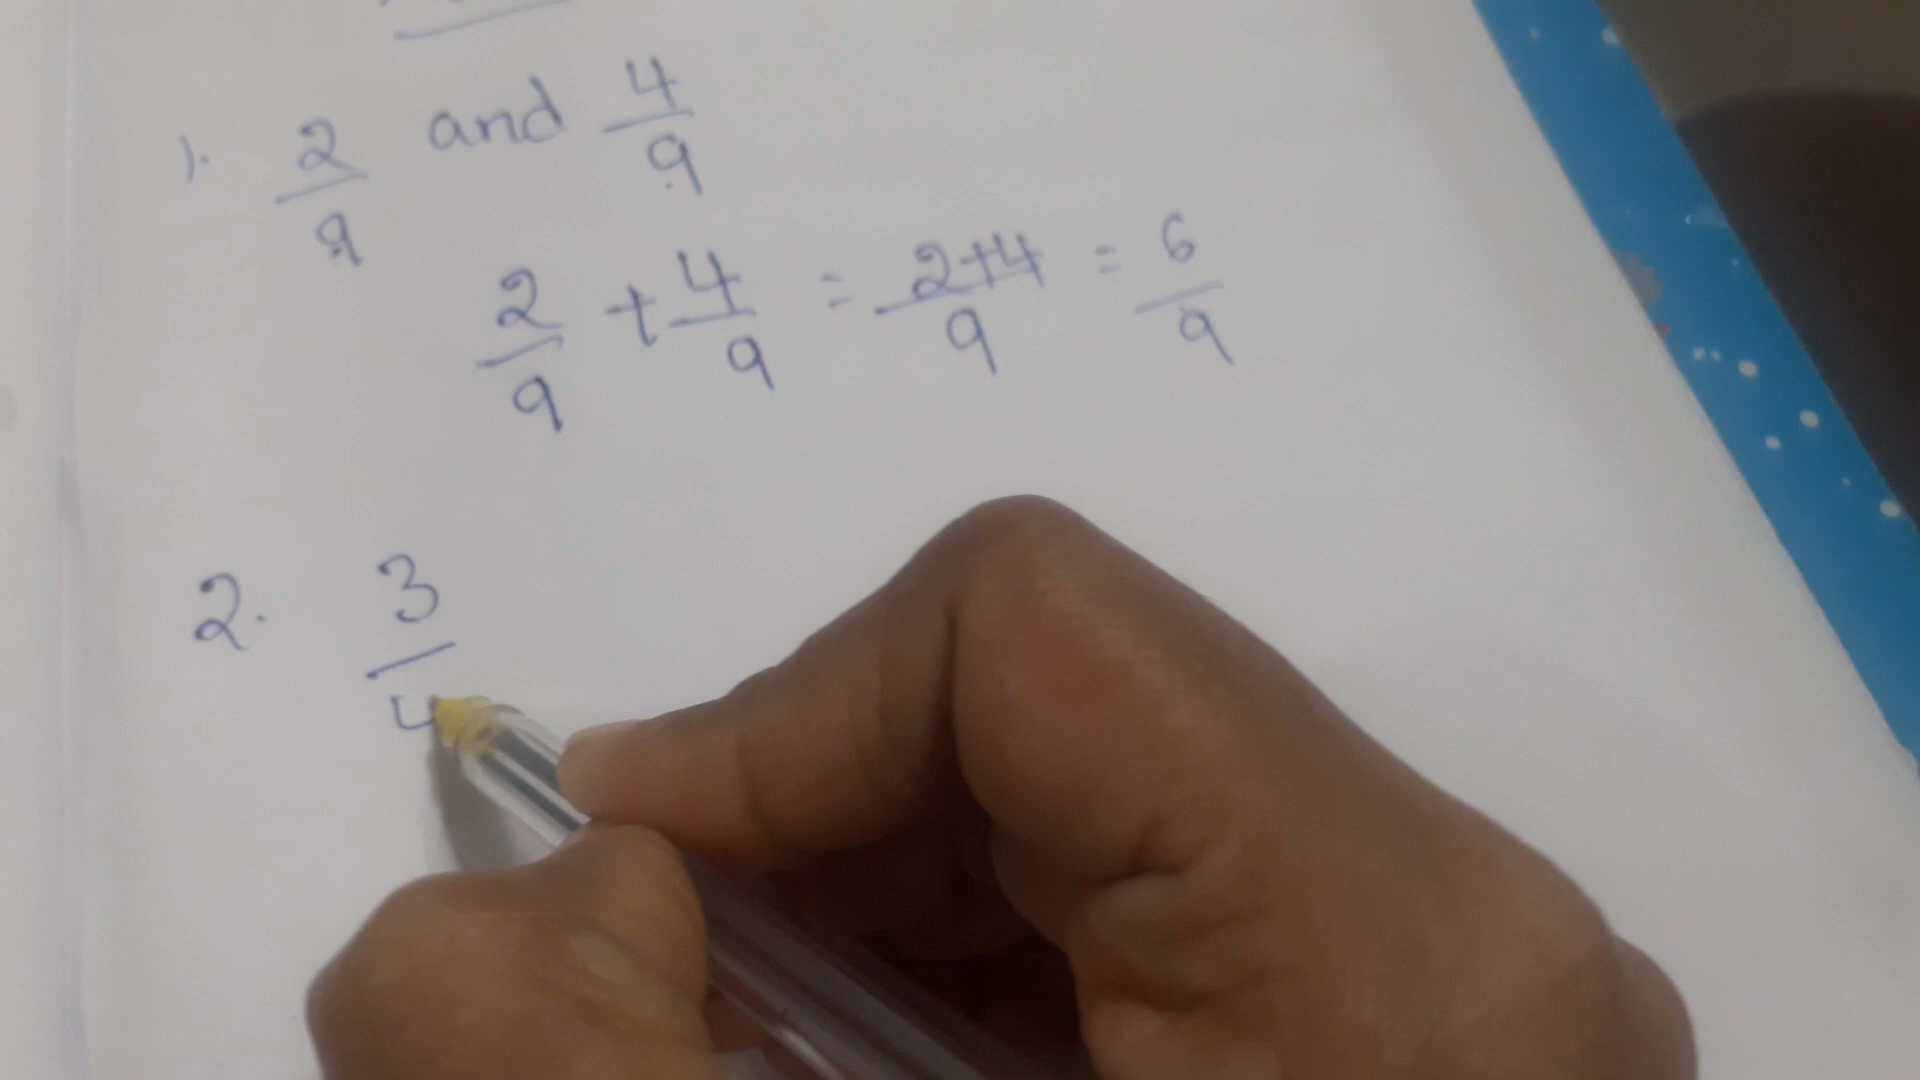 1. 2/9 and 4/9
2/9 + 4/9 = 2+4/9 = 6/9
2. 3/4